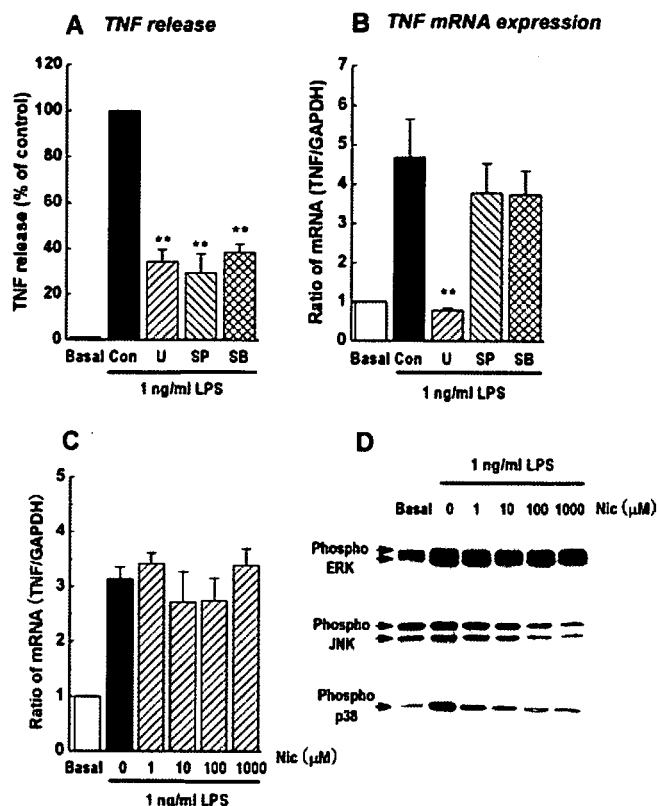 A TNF release
TNF release (% of control)
120
100
80
60
40
20
0
**
**
**
Basal Con U SP SB
1 ng/ml LPS
B TNF mRNA expression
Ratio of mRNA (TNF/GAPDH)
7
6
5
4
3
2
1
0
**
Basal Con U SP SB
1 ng/ml LPS
C
Ratio of mRNA (TNF/GAPDH)
5
4
3
2
1
0
Basal 0 1 10 100 1000 Nic (μM)
1 ng/ml LPS
D
1 ng/ml LPS
Basal 0 1 10 100 1000 Nic (μM)
Phospho
ERK
Phospho
JNK
Phospho
p38